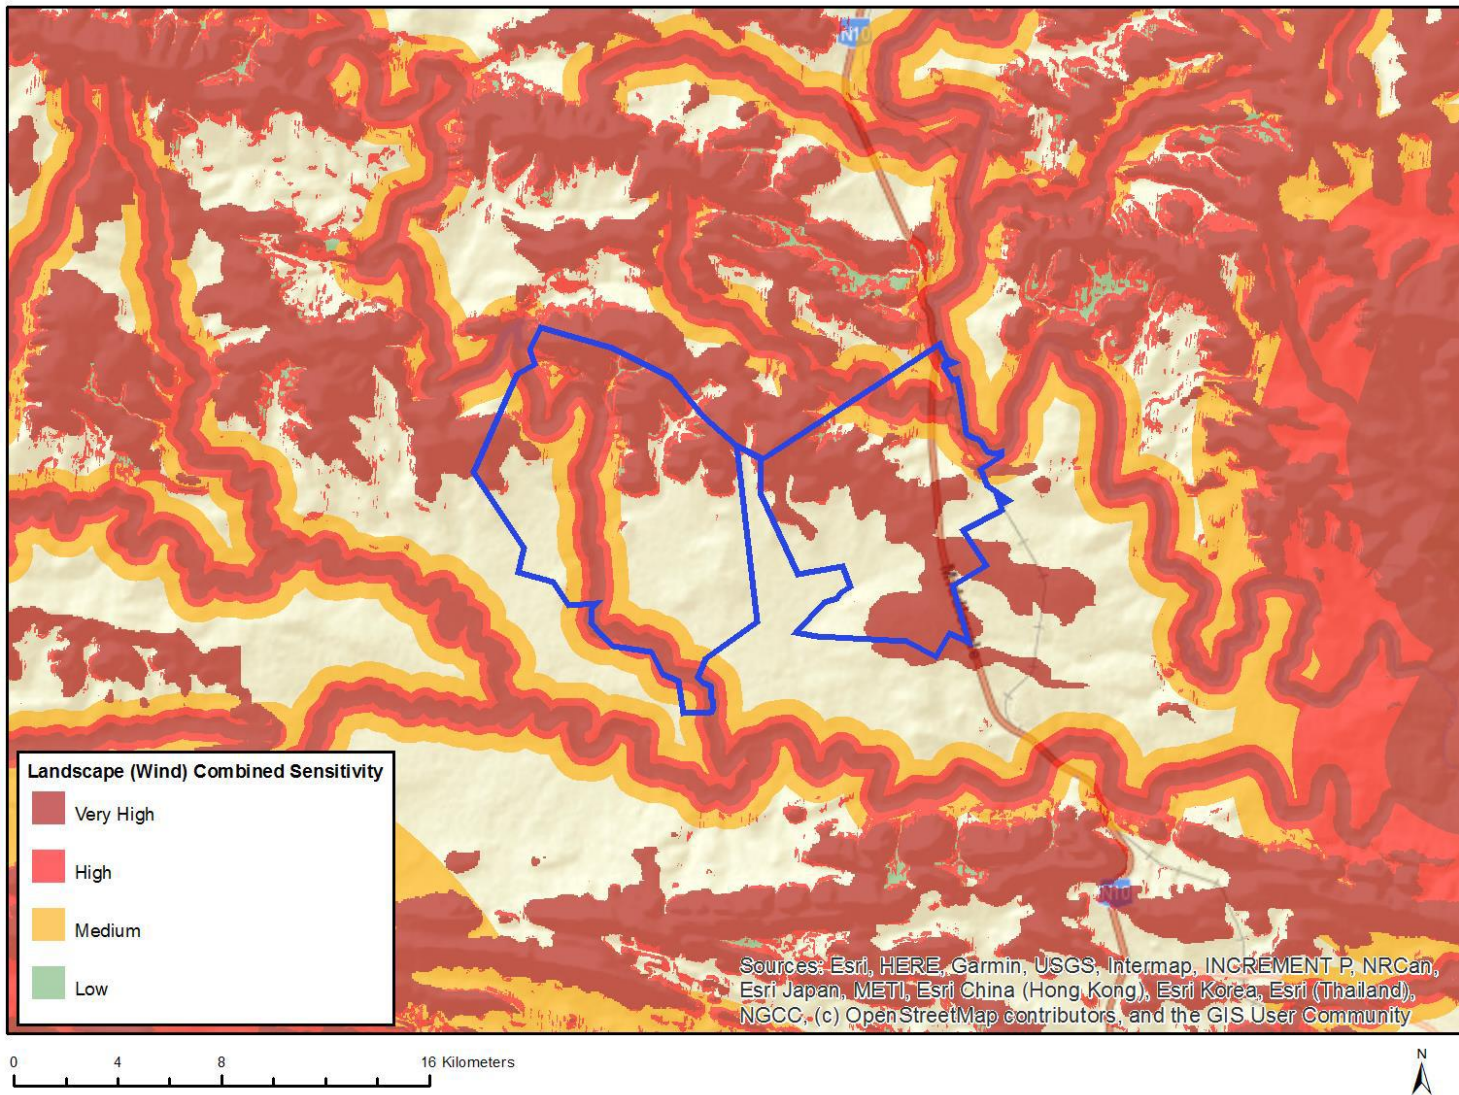 N10
Landscape (Wind) Combined Sensitivity
Very High
High
Medium
Low
N10
Sources: Esri, HERE, Garmin, USGS, Intermap, INCREMENT P, NRCan,
Esri Japan, METI, Esri China (Hong Kong), Esri Korea, Esri (Thailand),
NGCC, (c) OpenStreetMap contributors, and the GIS User Community
0 4 8 16 Kilometers
N